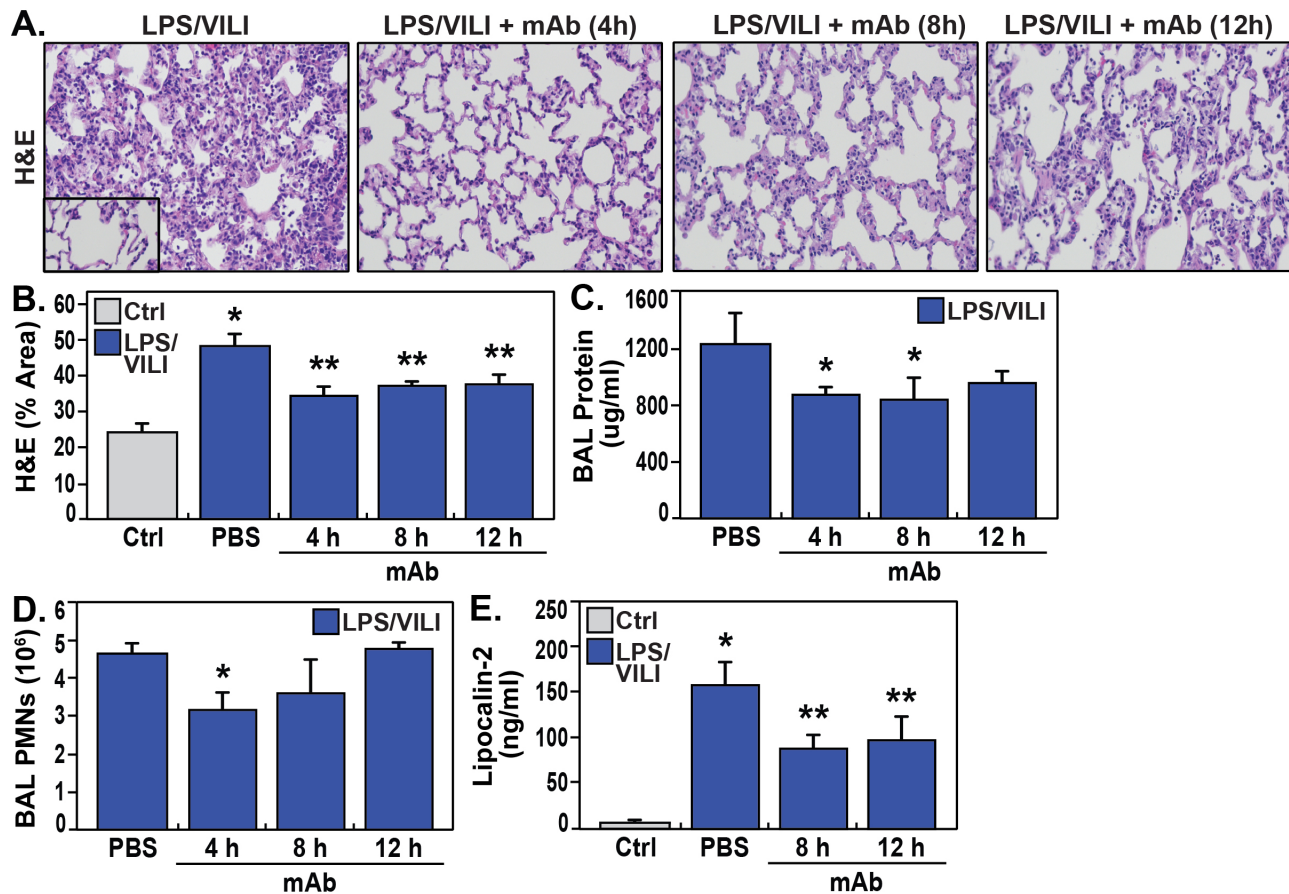 A.
LPS/VILI
LPS/VILI + mAb (4h)
LPS/VILI + mAb (8h)
LPS/VILI + mAb (12h)
H&E
B.
H&E (% Area)
60
50
40
30
20
10
0
Ctrl
LPS/
VILI
*
**
**
**
Ctrl
PBS
4 h
8 h
12 h
mAb
C.
BAL Protein
(ug/ml)
1600
1200
800
400
0
LPS/VILI
*
*
PBS
4 h
8 h
12 h
mAb
D.
BAL PMNs (10⁶)
6
5
4
3
2
1
0
LPS/VILI
*
PBS
4 h
8 h
12 h
mAb
E.
Lipocalin-2
(ng/ml)
250
200
150
100
50
0
Ctrl
LPS/
VILI
*
**
**
Ctrl
PBS
8 h
12 h
mAb